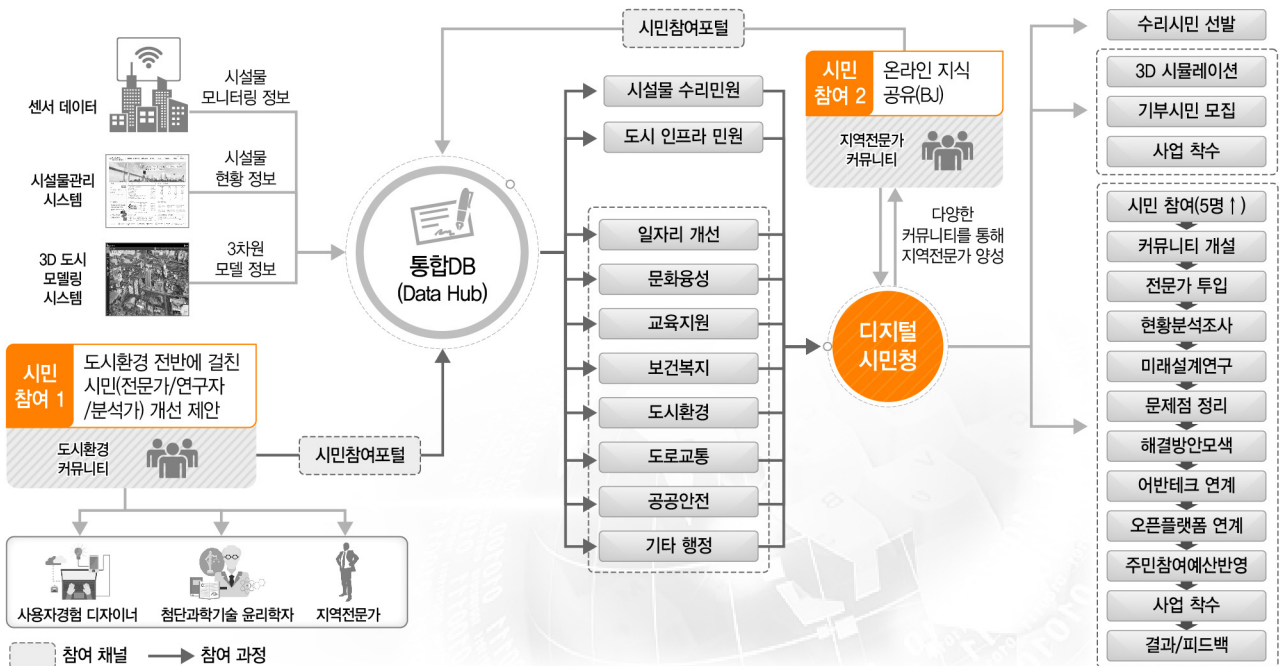 센서 데이터
시설물
모니터링 정보
시설물관리
시스템
시설물
현황 정보
3D 도시
모델링
시스템
3차원
모델 정보
시민
참여 1
도시환경 전반에 걸친
시민(전문가/연구자
/분석가) 개선 제안
도시환경
커뮤니티
시민참여포털
사용자경험 디자이너
첨단과학기술 윤리학자
지역전문가
참여 채널
참여 과정
통합DB
(Data Hub)
시민참여포털
시설물 수리민원
도시 인프라 민원
일자리 개선
문화융성
교육지원
보건복지
도시환경
도로교통
공공안전
기타 행정
시민
참여 2
온라인 지식
공유(BJ)
지역전문가
커뮤니티
다양한
커뮤니티를 통해
지역전문가 양성
디지털
시민청
수리시민 선발
3D 시뮬레이션
기부시민 모집
사업 착수
시민 참여(5명↑)
커뮤니티 개설
전문가 투입
현황분석조사
미래설계연구
문제점 정리
해결방안모색
어반테크 연계
오픈플랫폼 연계
주민참여예산반영
사업 착수
결과/피드백